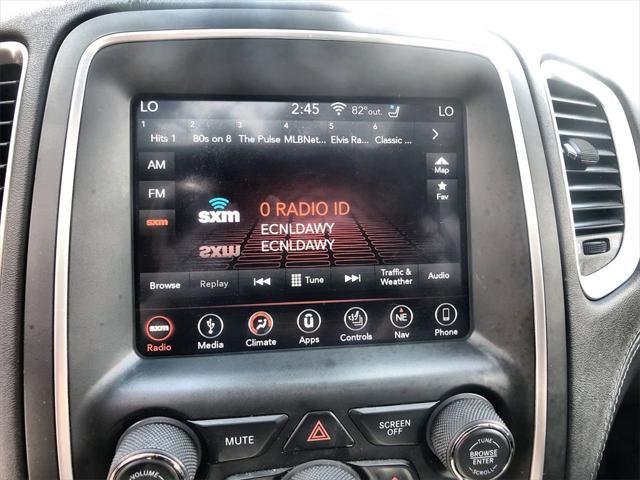 LO 2:45 82° out. LO
1 2 3 4 5 6
Hits 1 80s on 8 The Pulse MLBNet... Elvis Ra... Classic ...
AM
Map
FM
Fav
sxm
sxm
0 RADIO ID
ECNLDAWY
ECNLDAWY
Browse Replay Tune Traffic & Weather Audio
sxm NE
Radio Media Climate Apps Controls Nav Phone
MUTE
SCREEN OFF
VOLUME
TUNE
BROWSE
ENTER
SCROLL